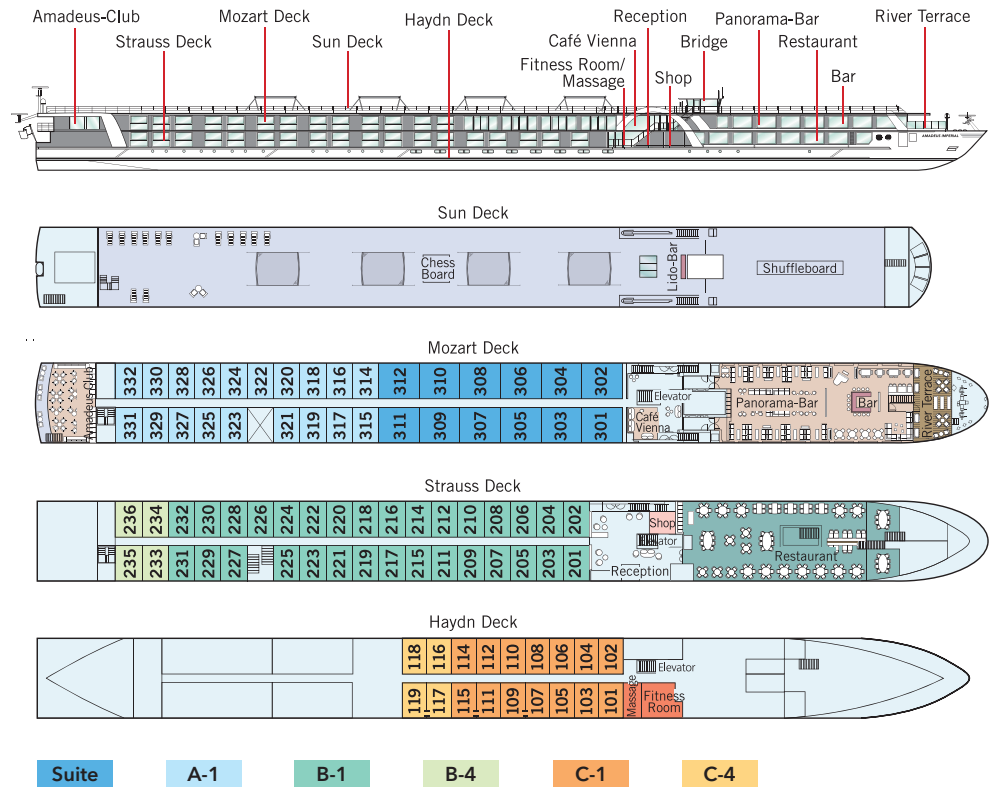 Amadeus-Club
Mozart Deck
Haydn Deck
Reception
Panorama-Bar
River Terrace
Strauss Deck
Sun Deck
Café Vienna
Bridge
Restaurant
Fitness Room/
Massage
Shop
Bar
AMADEUS IMPERIAL
Sun Deck
Chess
Board
Lido-Bar
Shuffleboard
Mozart Deck
Amadeus-Club
332 330 328 326 324 322 320 318 316 314 312 310 308 306 304 302
Elevator
Panorama-Bar
Bar
River Terrace
331 329 327 325 323 321 319 317 315 311 309 307 305 303 301
Café
Vienna
Strauss Deck
236 234 232 230 228 226 224 222 220 218 216 214 212 210 208 206 204 202
Shop
Elevator
Restaurant
235 233 231 229 227 225 223 221 219 217 215 211 209 207 205 203 201
Reception
Haydn Deck
118 116 114 112 110 108 106 104 102
Elevator
119 117 115 111 109 107 105 103 101
Massage
Fitness
Room
Suite A-1 B-1 B-4 C-1 C-4